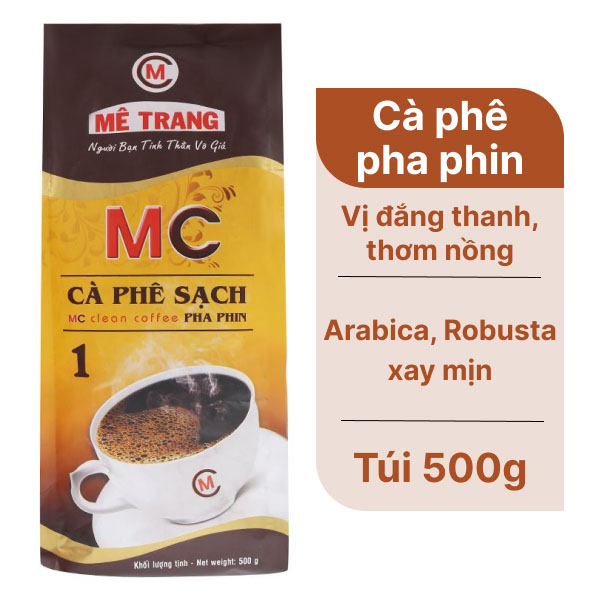 MC
MÊ TRANG
Người Bạn Tinh Thần Vô Giá
MC
CÀ PHÊ SẠCH
MC clean coffee PHA PHIN
1
MC
Khối lượng tịnh - Net weight: 500 g
Cà phê
pha phin
Vị đắng thanh,
thơm nồng
Arabica, Robusta
xay mịn
Túi 500g